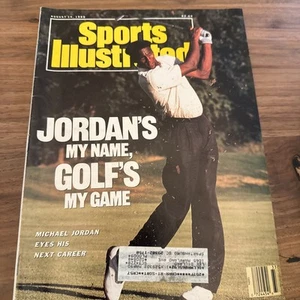 Sports
Illustrated
JORDAN'S
MY NAME,
GOLF'S
MY GAME
MICHAEL JORDAN
EYES HIS
NEXT CAREER